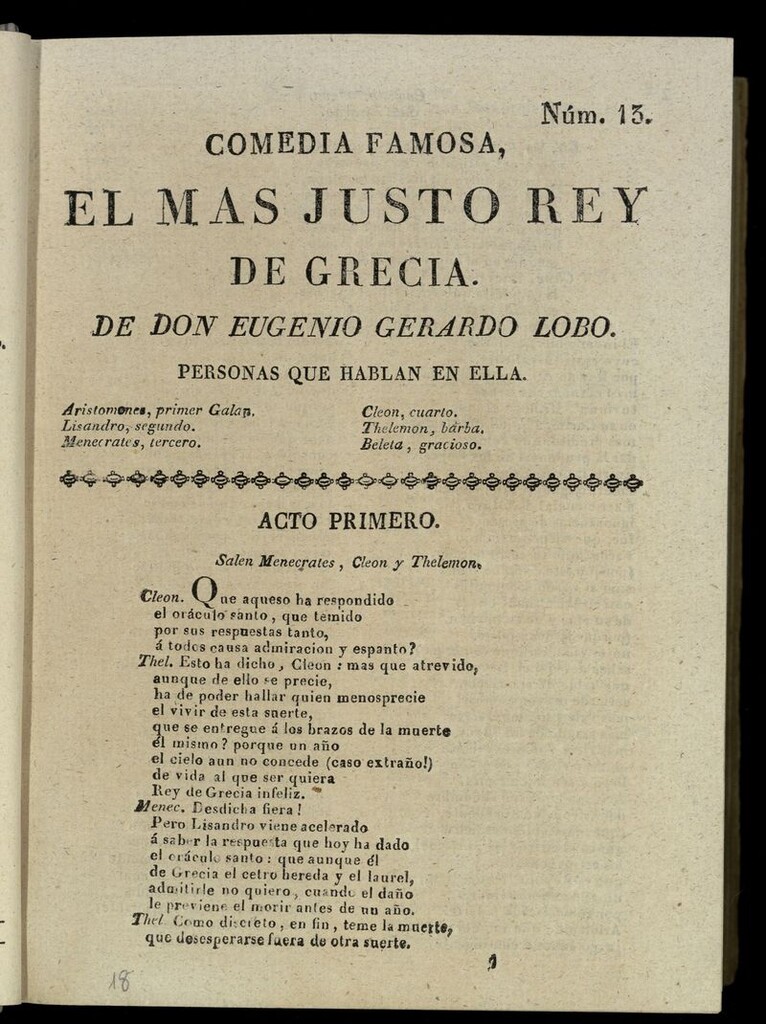 Núm. 13.
COMEDIA FAMOSA,
EL MAS JUSTO REY
DE GRECIA.
DE DON EUGENIO GERARDO LOBO.
PERSONAS QUE HABLAN EN ELLA.
Aristomones, primer Galan.
Lisandro, segundo.
Menecrates, tercero.
Cleon, cuarto.
Thelemon, barba.
Beleta, gracioso.
ACTO PRIMERO.
Salen Menecrates, Cleon y Thelemon.
Cleon. Que aqueso ha respondido
el oráculo santo, que temido
por sus respuestas tanto,
á todos causa admiracion y espanto?
Thel. Esto ha dicho, Cleon: mas que atrevido,
aunque de ello se precie,
ha de poder hallar quien menosprecie
el vivir de esta suerte,
que se entregue á los brazos de la muerte
él mismo? porque un año
el cielo aun no concede (caso extraño!)
de vida al que ser quiera
Rey de Grecia infeliz.
Menec. Desdicha fiera!
Pero Lisandro viene acelerado
á saber la respuesta que hoy ha dado
el oráculo santo: que aunque él
de Grecia el cetro hereda y el laurel,
admitirle no quiero, cuando el daño
le previene el morir antes de un año.
Thel. Como discreto, en fin, teme la muerte,
que desesperarse fuera de otra suerte.
1
18